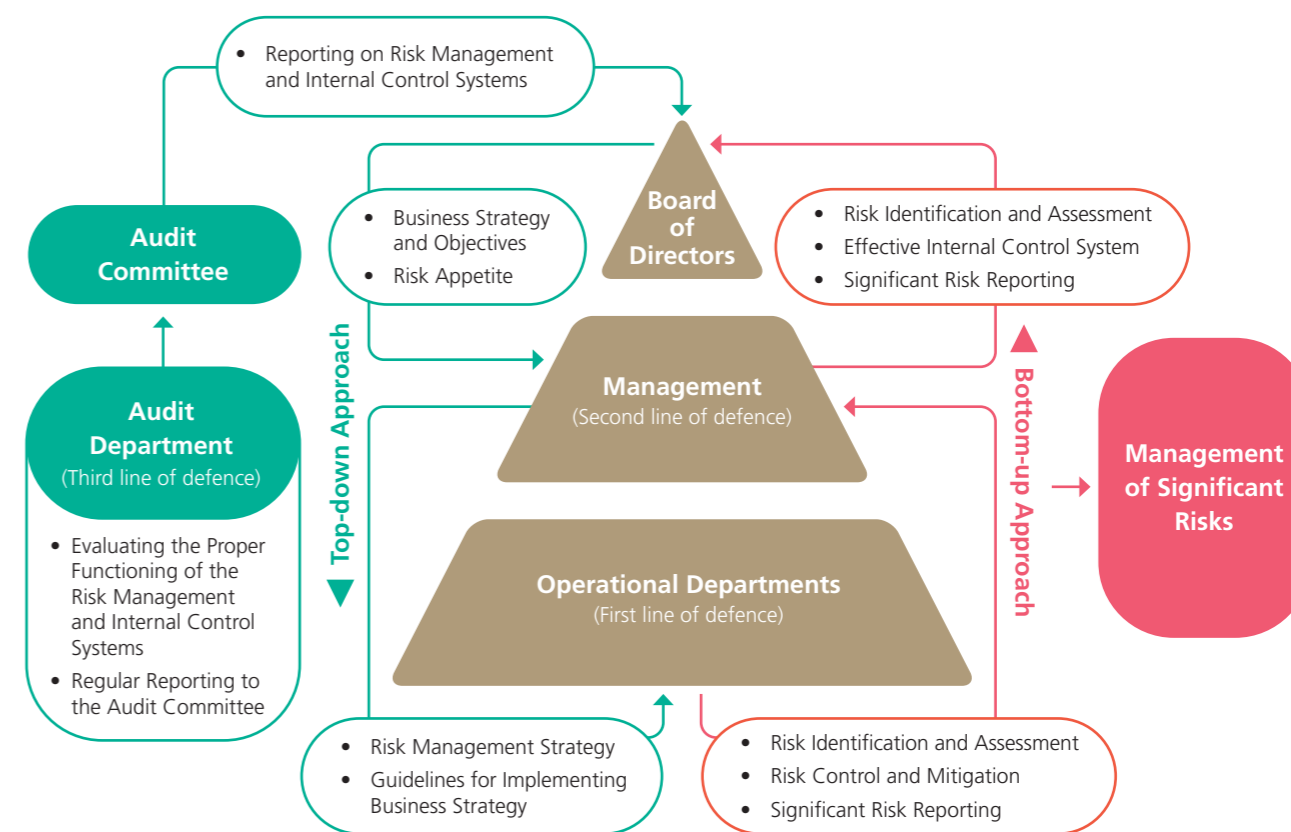 • Reporting on Risk Management
and Internal Control Systems
Board
of
Directors
• Business Strategy
and Objectives
• Risk Appetite
• Risk Identification and Assessment
• Effective Internal Control System
• Significant Risk Reporting
Audit
Committee
Audit
Department
(Third line of defence)
• Evaluating the Proper
Functioning of the
Risk Management
and Internal Control
Systems
• Regular Reporting to
the Audit Committee
Top-down Approach
Management
(Second line of defence)
Operational Departments
(First line of defence)
Bottom-up Approach
Management
of Significant
Risks
• Risk Management Strategy
• Guidelines for Implementing
Business Strategy
• Risk Identification and Assessment
• Risk Control and Mitigation
• Significant Risk Reporting